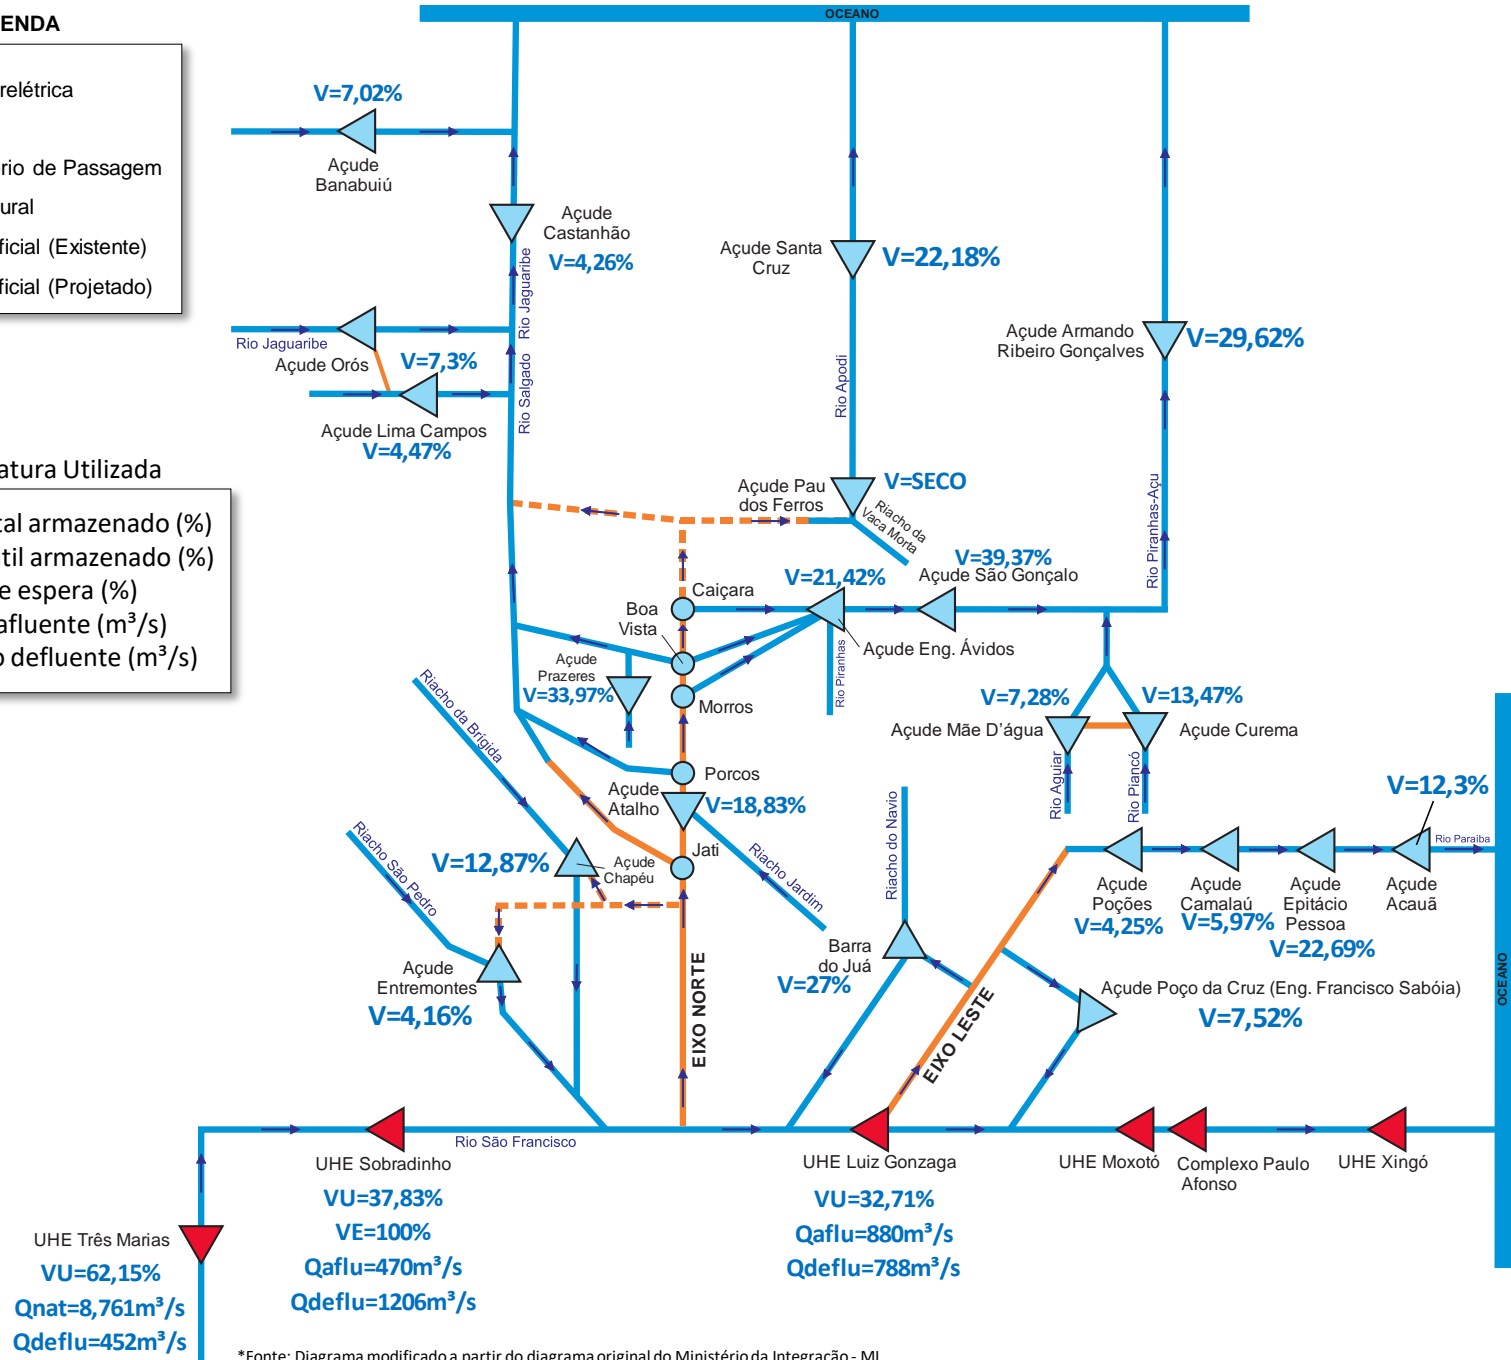 OCEANO
ENDA
relétrica
rio de Passagem
ural
ficial (Existente)
ficial (Projetado)
V=7,02%
Açude
Banabuiú
Açude
Castanhão
V=4,26%
Rio Jaguaribe
Açude Santa
Cruz
V=22,18%
Açude Armando
Ribeiro Gonçalves
V=29,62%
Rio Jaguaribe
Açude Orós
V=7,3%
Rio Salgado
Rio Apodi
Açude Lima Campos
V=4,47%
atura Utilizada
tal armazenado (%)
til armazenado (%)
e espera (%)
afluente (m³/s)
o defluente (m³/s)
Açude Pau
dos Ferros
V=SECO
Riacho da
Vaca Morta
Rio Piranhas-Açu
V=39,37%
Açude São Gonçalo
V=21,42%
Caiçara
Boa
Vista
Açude Eng. Ávidos
Rio Piranhas
Açude
Prazeres
V=33,97%
Morros
Riacho da Brígida
V=7,28%
V=13,47%
Açude Mãe D'água
Açude Curema
Rio Aguiar
Rio Piancó
Porcos
Açude
Atalho
V=18,83%
Riacho do Navio
V=12,3%
Rio Paraiba
Riacho São Pedro
V=12,87%
Açude
Chapéu
Jati
Riacho Jardim
Açude
Poções
V=4,25%
Açude
Camalaú
V=5,97%
Açude
Epitácio
Pessoa
V=22,69%
Açude
Acauã
Açude
Entremontes
V=4,16%
EIXO NORTE
Barra
do Juá
V=27%
EIXO LESTE
Açude Poço da Cruz (Eng. Francisco Sabóia)
V=7,52%
OCEANO
Rio São Francisco
UHE Sobradinho
VU=37,83%
VE=100%
Qaflu=470m³/s
Qdeflu=1206m³/s
UHE Luiz Gonzaga
VU=32,71%
Qaflu=880m³/s
Qdeflu=788m³/s
UHE Moxotó
Complexo Paulo
Afonso
UHE Xingó
UHE Três Marias
VU=62,15%
Qnat=8,761m³/s
Qdeflu=452m³/s
*Fonte: Diagrama modificado a partir do diagrama original do Ministério da Integração - MI